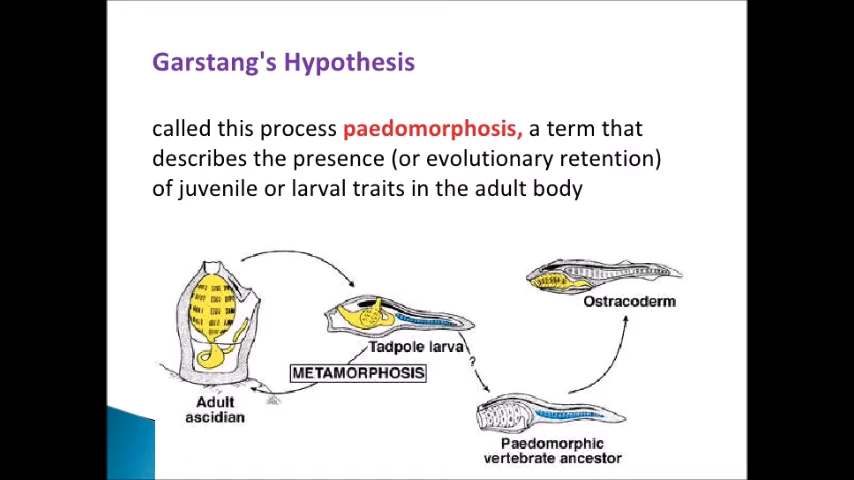 Garstang's Hypothesis
called this process paedomorphosis, a term that
describes the presence (or evolutionary retention)
of juvenile or larval traits in the adult body
Ostracoderm
Tadpole larva
?
METAMORPHOSIS
Adult
ascidian
Paedomorphic
vertebrate ancestor